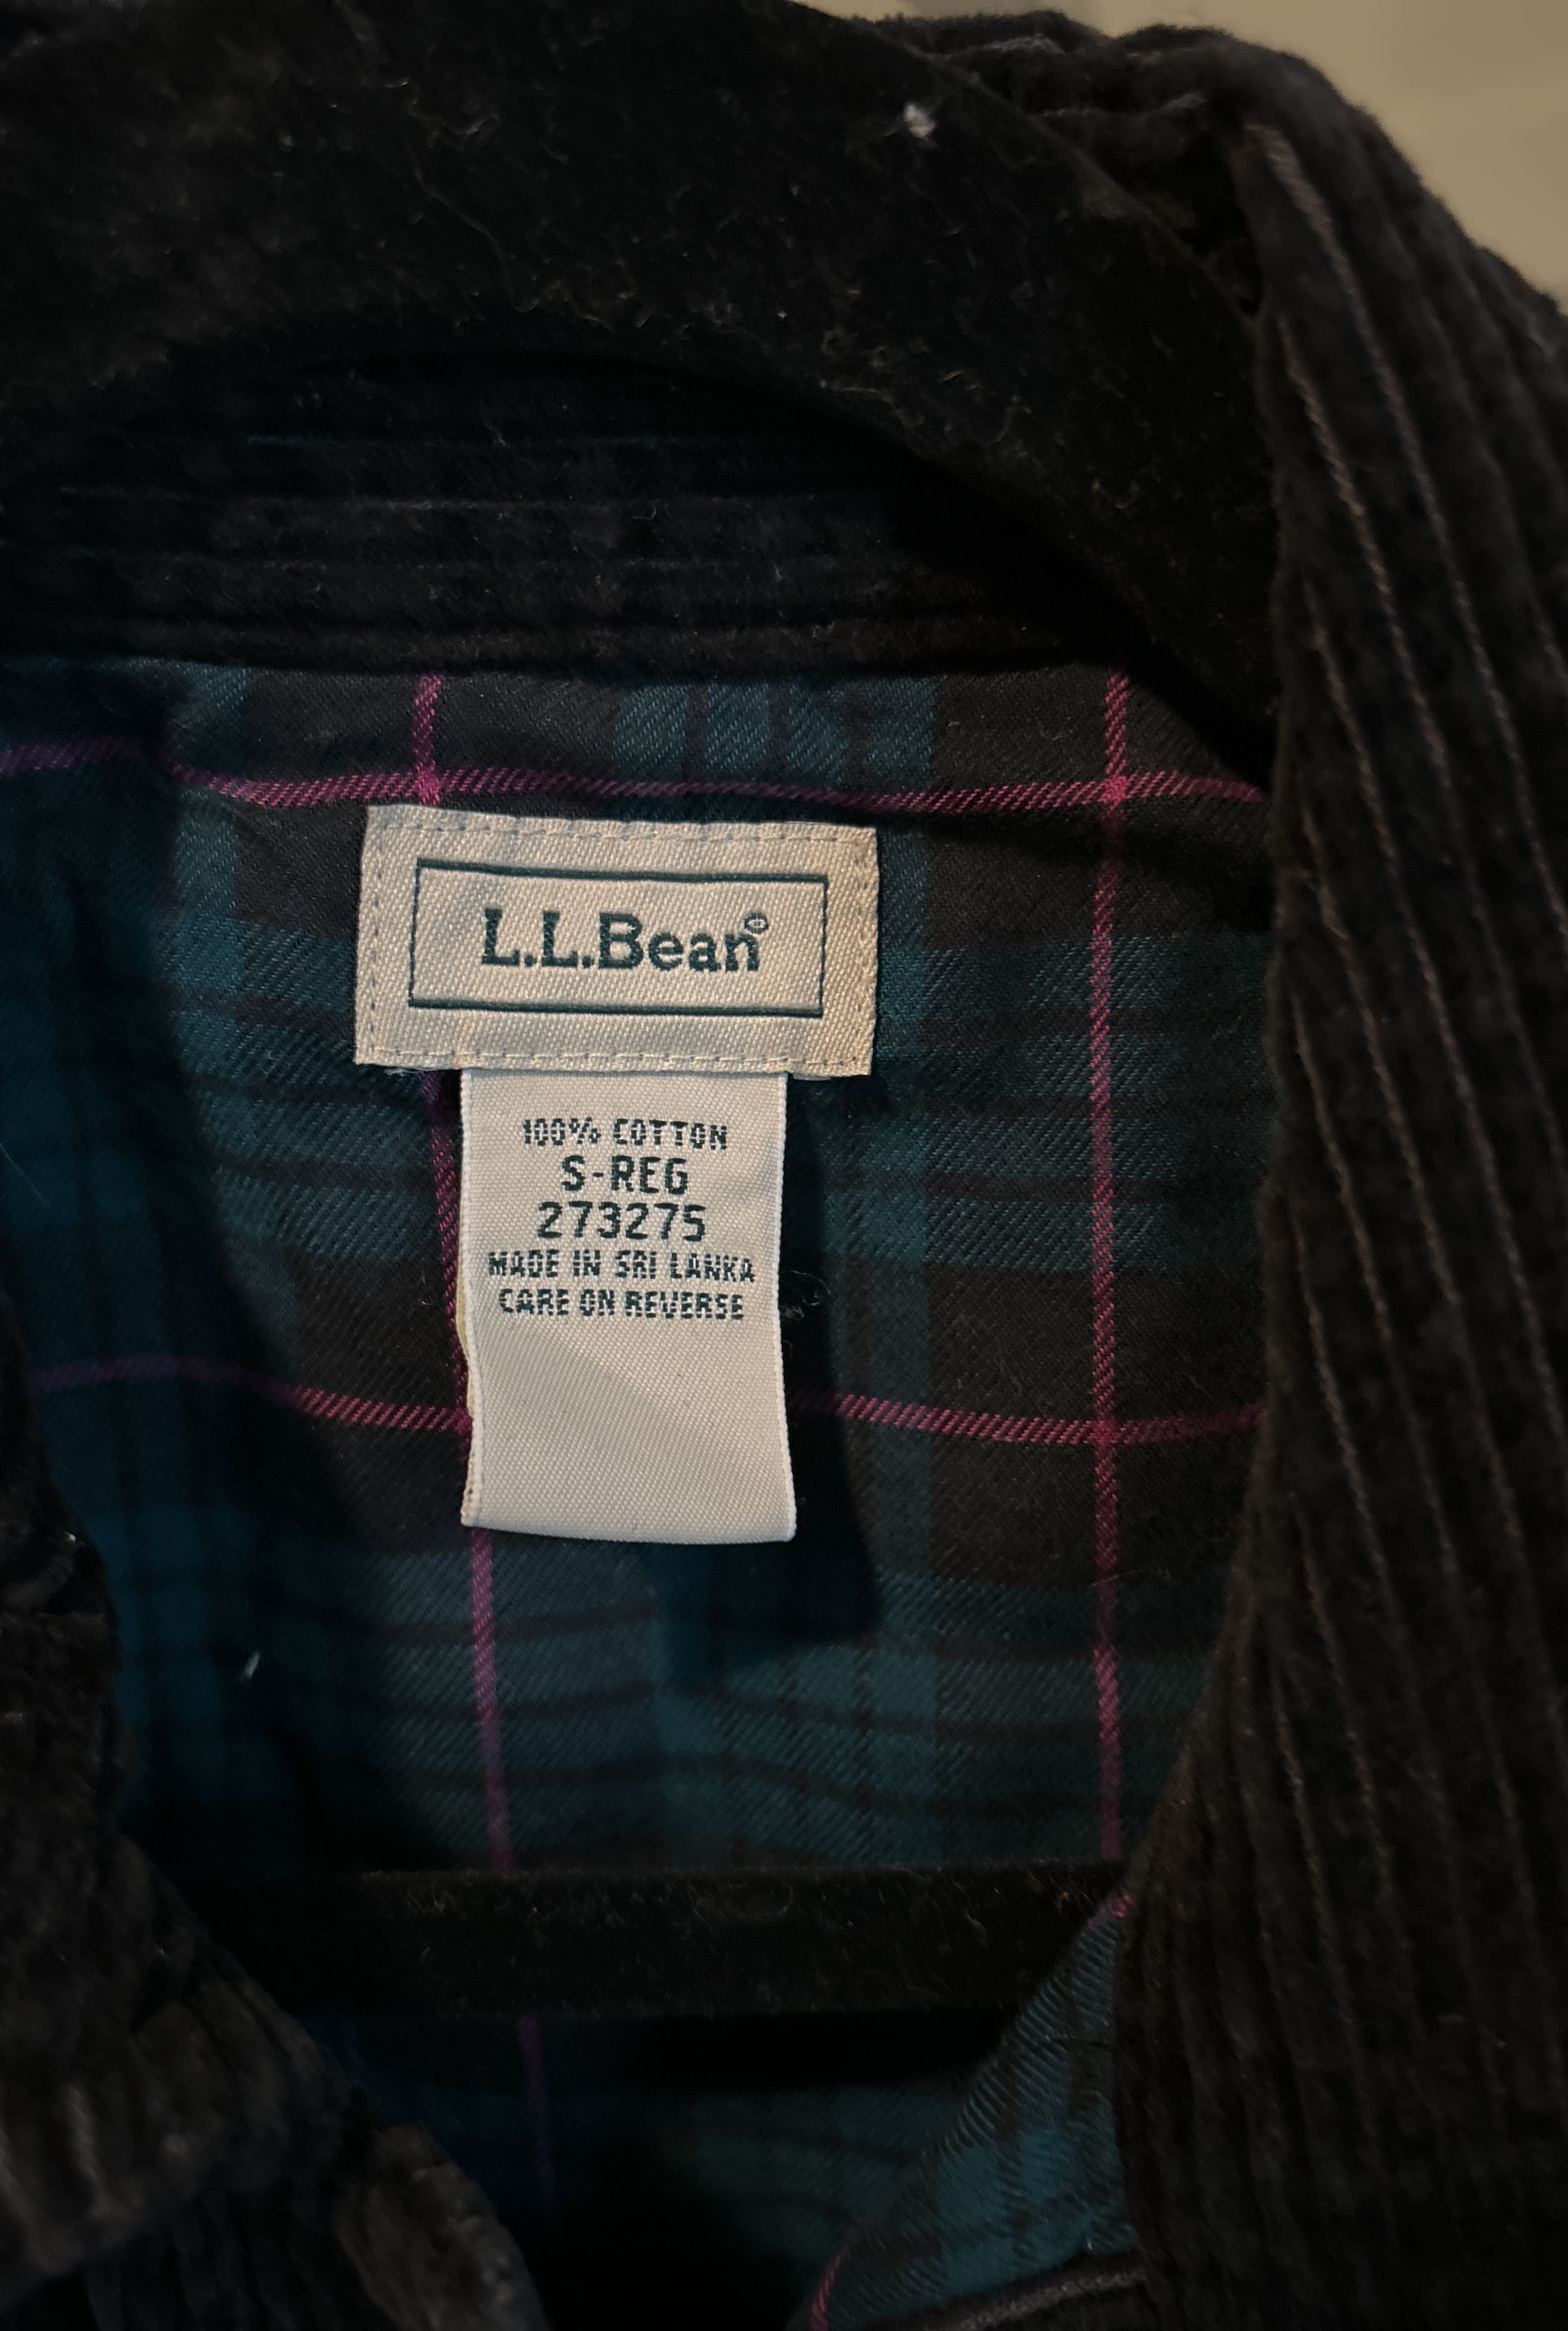 L.L.Bean®
100% COTTON
S-REG
273275
MADE IN SRI LANKA
CARE ON REVERSE